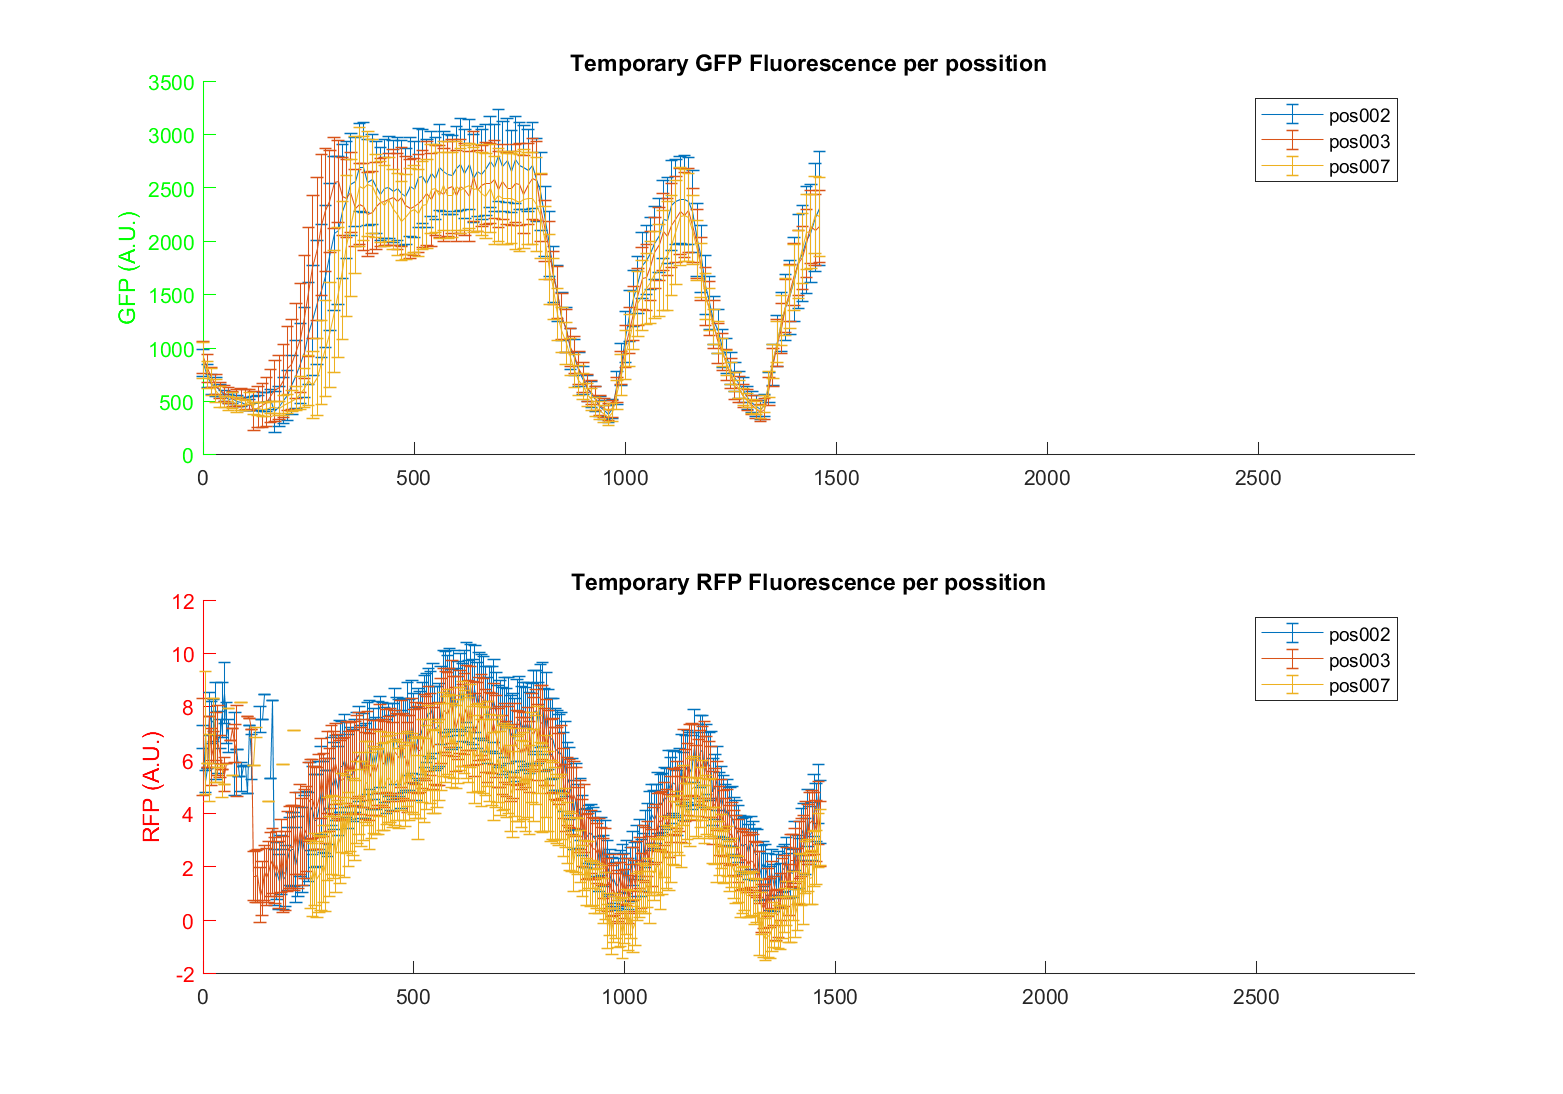 Temporary GFP Fluorescence per possition
3500
3000
2500
2000
1500
1000
500
0
GFP (A.U.)
0 500 1000 1500 2000 2500
pos002
pos003
pos007
Temporary RFP Fluorescence per possition
12
10
8
6
4
2
0
-2
RFP (A.U.)
0 500 1000 1500 2000 2500
pos002
pos003
pos007